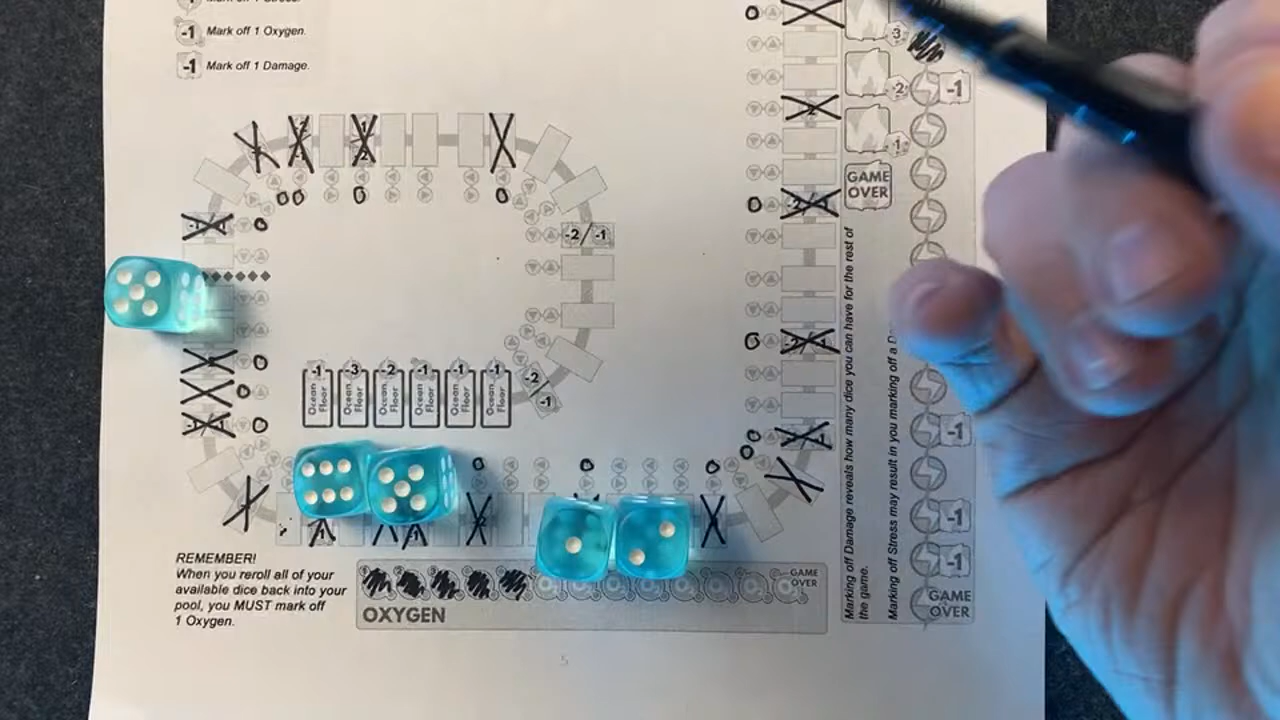 -1 Mark off 1 Oxygen.
-1 Mark off 1 Damage.
3
-2
1
GAME
OVER
-1
-2/-1
-2/-1
-1 -3 -2 -1 -1 -1
Ocean Floor
Ocean Floor
Ocean Floor
Ocean Floor
Ocean Floor
Ocean Floor
Marking off Damage reveals how many dice you can have for the rest of
the game.
Marking off Stress may result in you marking off a
-1
-1
-1
GAME
OVER
REMEMBER!
When you reroll all of your
available dice back into your
pool, you MUST mark off
1 Oxygen.
GAME
OVER
OXYGEN
5